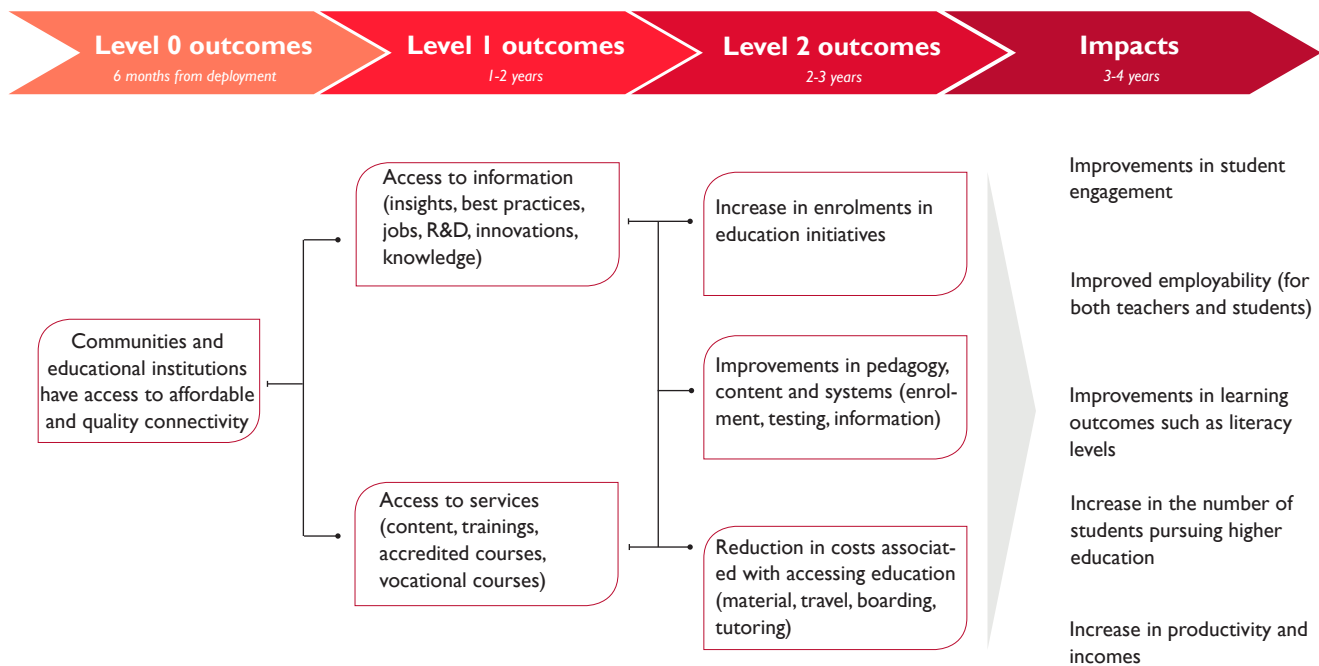 Level 0 outcomes
6 months from deployment
Level 1 outcomes
1-2 years
Level 2 outcomes
2-3 years
Impacts
3-4 years
Communities and
educational institutions
have access to affordable
and quality connectivity
Access to information
(insights, best practices,
jobs, R&D, innovations,
knowledge)
Access to services
(content, trainings,
accredited courses,
vocational courses)
Increase in enrolments in
education initiatives
Improvements in pedagogy,
content and systems (enrol-
ment, testing, information)
Reduction in costs associat-
ed with accessing education
(material, travel, boarding,
tutoring)
Improvements in student
engagement
Improved employability (for
both teachers and students)
Improvements in learning
outcomes such as literacy
levels
Increase in the number of
students pursuing higher
education
Increase in productivity and
incomes